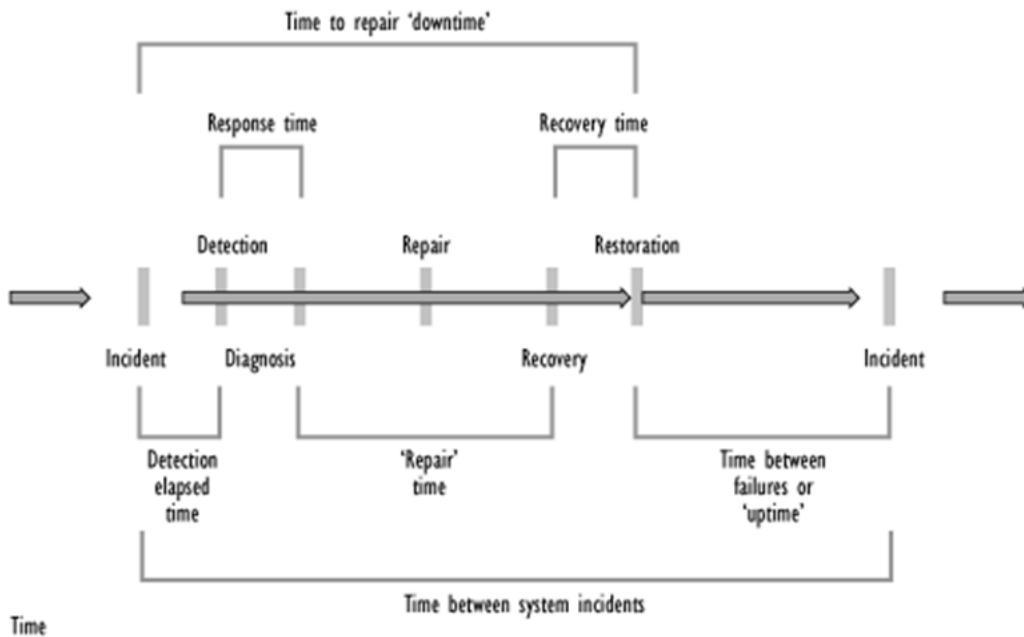 Time to repair ‘downtime’
Response time
Recovery time
Detection
Repair
Restoration
Incident
Diagnosis
Recovery
Incident
Detection
elapsed
time
‘Repair’
time
Time between
failures or
‘uptime’
Time between system incidents
Time